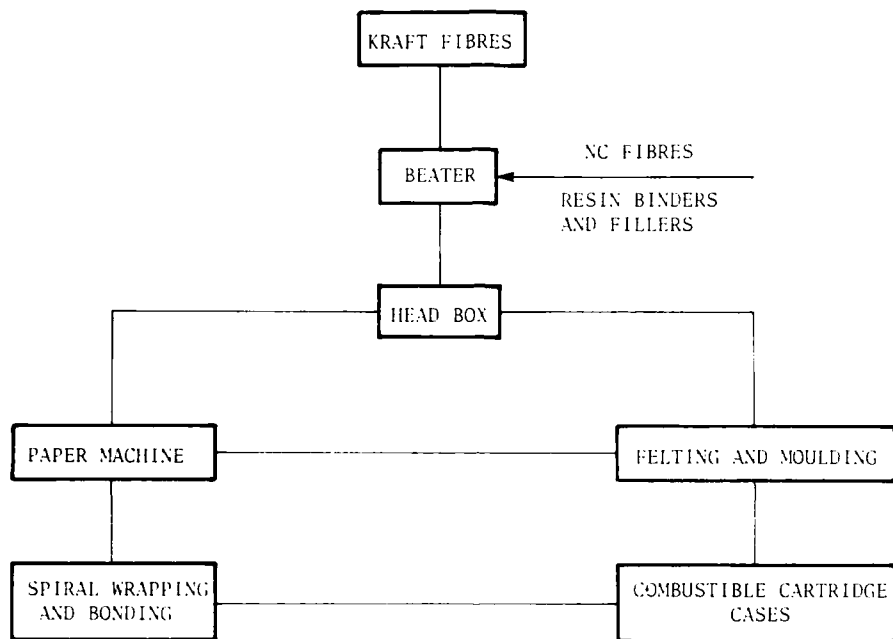 KRAFT FIBRES
BEATER
NC FIBRES
RESIN BINDERS
AND FILLERS
HEAD BOX
PAPER MACHINE
FELTING AND MOULDING
SPIRAL WRAPPING
AND BONDING
COMBUSTIBLE CARTRIDGE
CASES